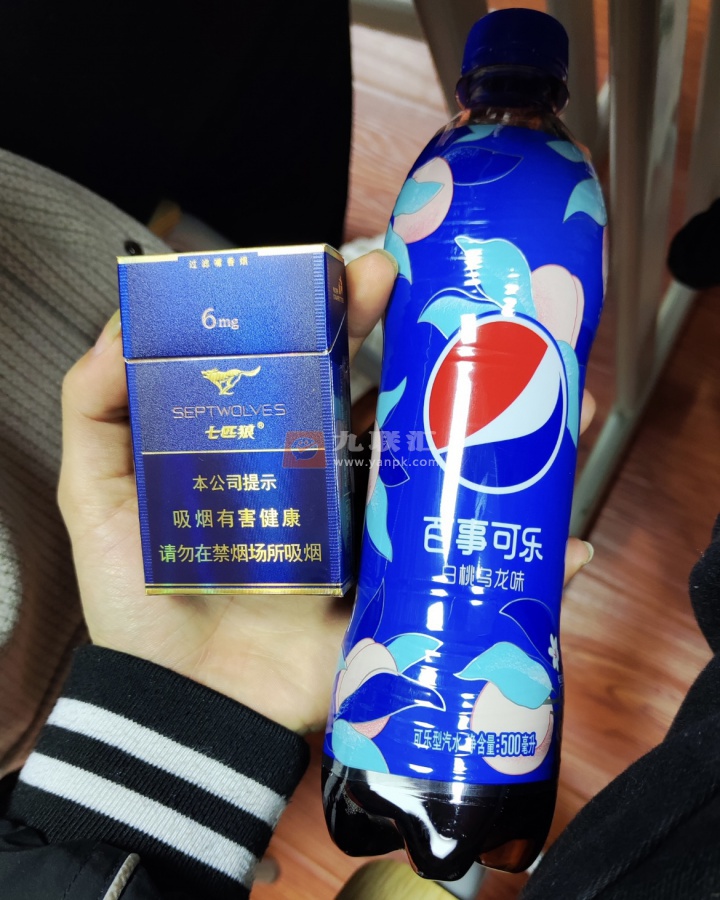 过滤嘴香烟
6mg
SEPTWOLVES
七匹狼®
本公司提示
吸烟有害健康
请勿在禁烟场所吸烟
九联汇
www.yanpk.com
百事可乐
白桃乌龙味
可乐型汽水 净含量:500毫升